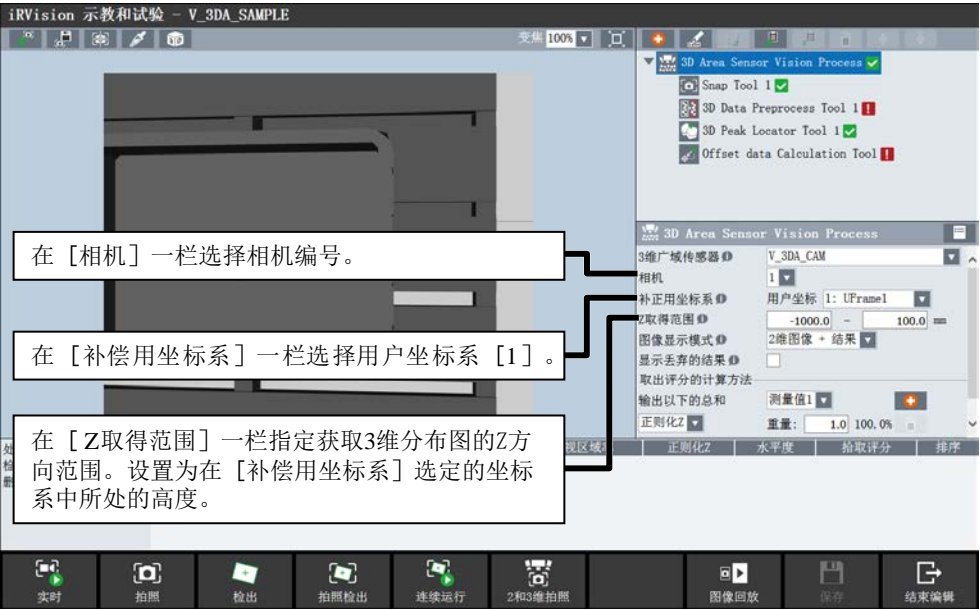 iRVision 示教和试验 - V_3DA_SAMPLE
变焦 100%
3D Area Sensor Vision Process
Snap Tool 1
3D Data Preprocess Tool 1
3D Peak Locator Tool 1
Offset data Calculation Tool
3D Area Sensor Vision Process
3维广域传感器 V_3DA_CAM
相机 1
补正用坐标系 用户坐标 1: UFrame1
Z取得范围 -1000.0 - 100.0 mm
图像显示模式 2维图像 + 结果
显示丢弃的结果
取出评分的计算方法
输出以下的总和 测量值1
正则化Z 重量: 1.0 100.0%
在［相机］一栏选择相机编号。
在［补偿用坐标系］一栏选择用户坐标系［1］。
在［Z取得范围］一栏指定获取3维分布图的Z方
向范围。设置为在［补偿用坐标系］选定的坐标
系中所处的高度。
正则化Z 水平度 拾取评分 排序
实时 拍照 检出 拍照检出 连续运行 2和3维拍照 图像回放 保存 结束编辑